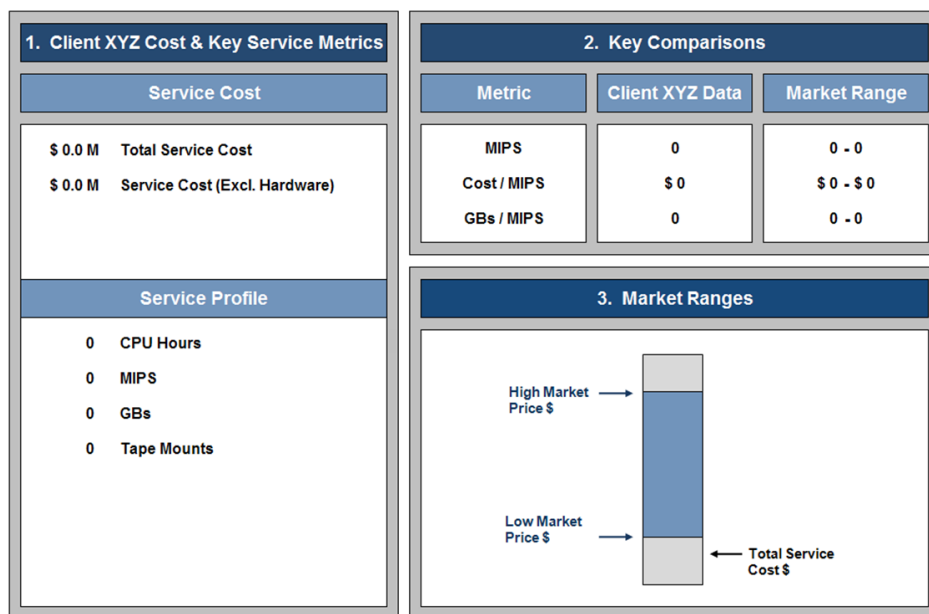 1. Client XYZ Cost & Key Service Metrics
Service Cost
$ 0.0 M Total Service Cost
$ 0.0 M Service Cost (Excl. Hardware)
Service Profile
0 CPU Hours
0 MIPS
0 GBs
0 Tape Mounts
2. Key Comparisons
Metric Client XYZ Data Market Range
MIPS 0 0 - 0
Cost / MIPS $ 0 $ 0 - $ 0
GBs / MIPS 0 0 - 0
3. Market Ranges
High Market
Price $
Low Market
Price $
Total Service
Cost $